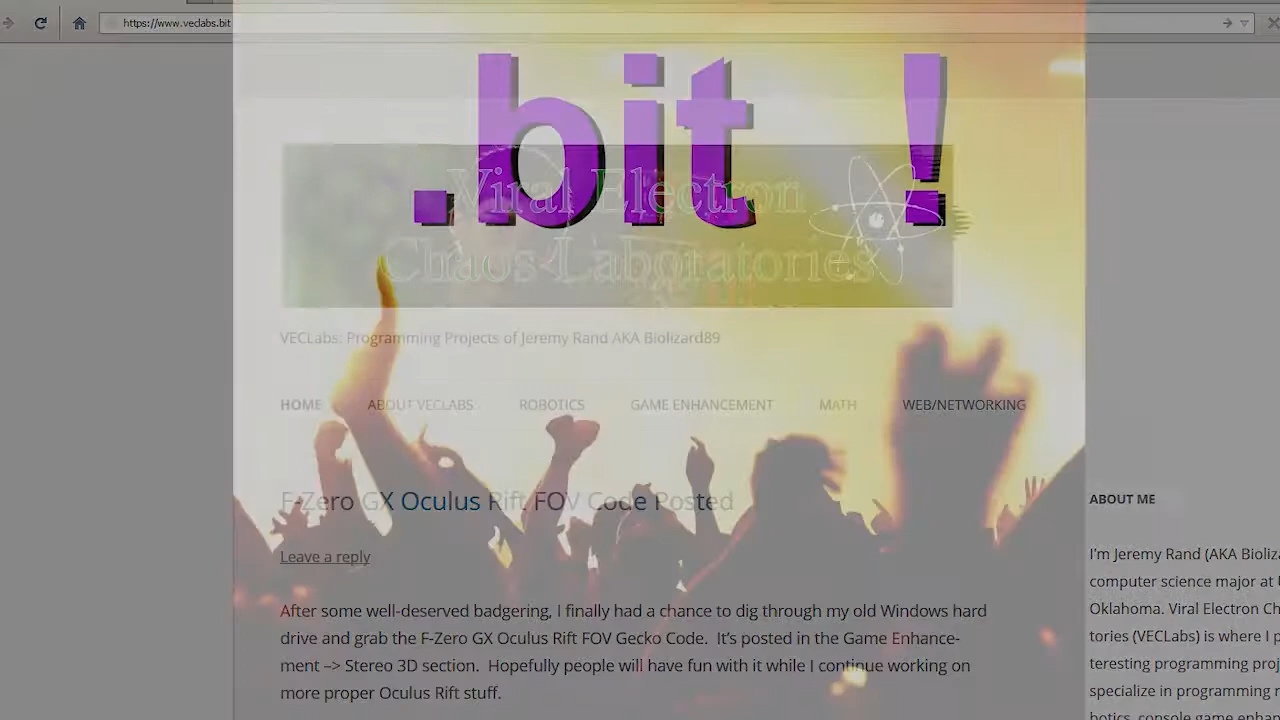 https://www.veclabs.bit
.bit !
Viral Electron
Chaos Laboratories
VECLabs: Programming Projects of Jeremy Rand AKA Biolizard89
HOME ABOUT VECLABS ROBOTICS GAME ENHANCEMENT MATH WEB/NETWORKING
F-Zero GX Oculus Rift FOV Code Posted
Leave a reply
After some well-deserved badgering, I finally had a chance to dig through my old Windows hard
drive and grab the F-Zero GX Oculus Rift FOV Gecko Code. It's posted in the Game Enhance-
ment –> Stereo 3D section. Hopefully people will have fun with it while I continue working on
more proper Oculus Rift stuff.
ABOUT ME
I'm Jeremy Rand (AKA Bioliz
computer science major at
Oklahoma. Viral Electron Ch
tories (VECLabs) is where I p
teresting programming proj
specialize in programming
botics, console game enhan